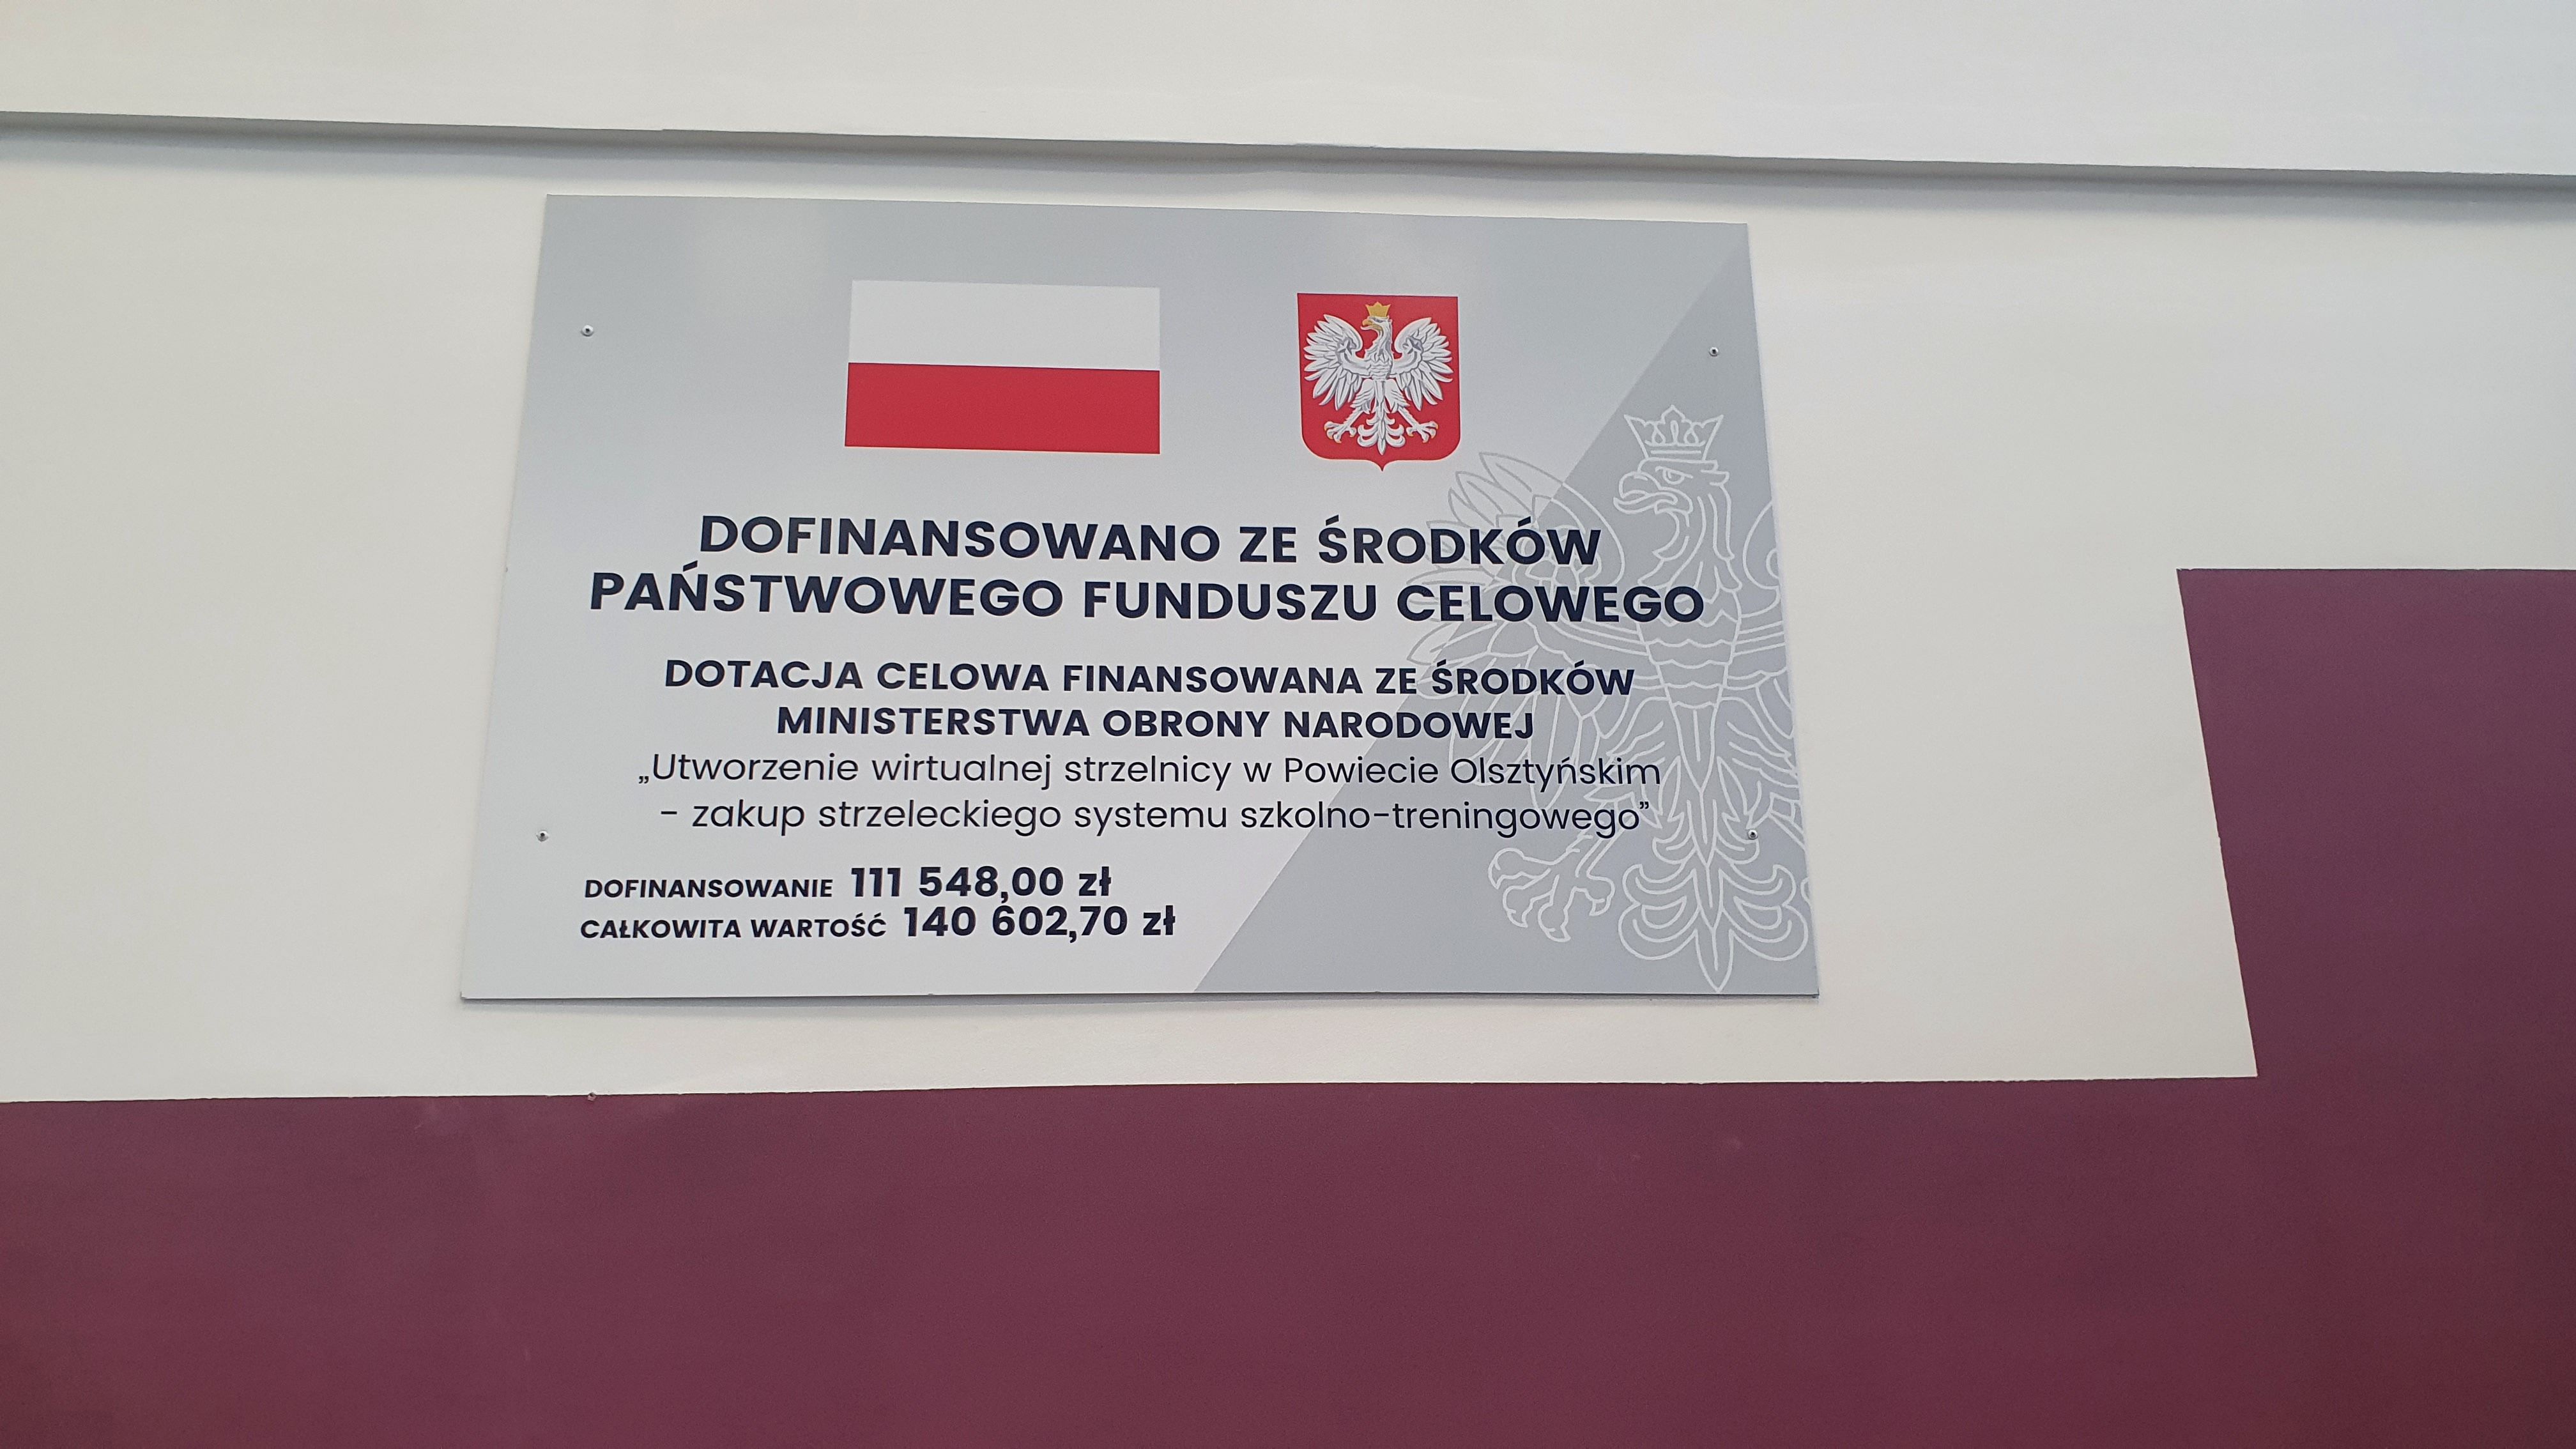 DOFINANSOWANO ZE ŚRODKÓW
PAŃSTWOWEGO FUNDUSZU CELOWEGO
DOTACJA CELOWA FINANSOWANA ZE ŚRODKÓW
MINISTERSTWA OBRONY NARODOWEJ
„Utworzenie wirtualnej strzelnicy w Powiecie Olsztyńskim
- zakup strzeleckiego systemu szkolno-treningowego”
DOFINANSOWANIE 111 548,00 zł
CAŁKOWITA WARTOŚĆ 140 602,70 zł